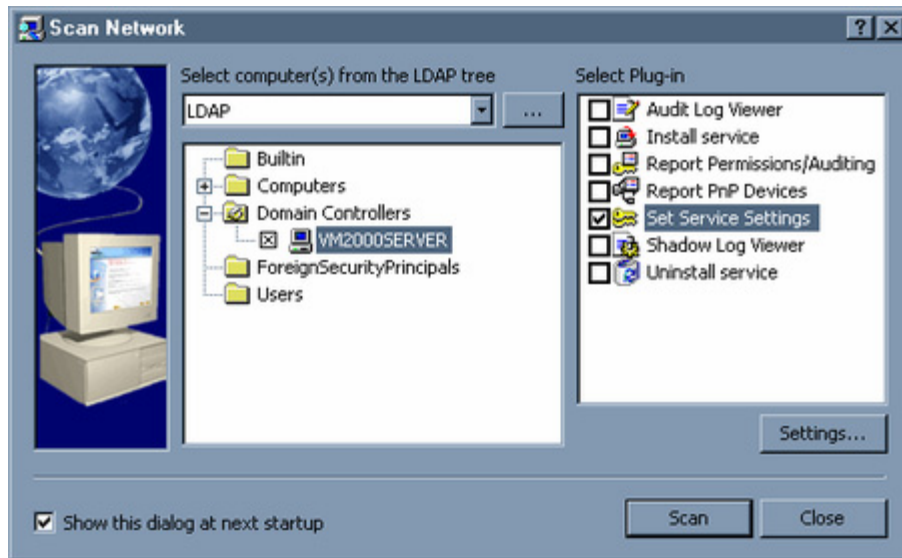 Scan Network
Select computer(s) from the LDAP tree
LDAP
...
Builtin
Computers
Domain Controllers
VM2000SERVER
ForeignSecurityPrincipals
Users
Select Plug-in
Audit Log Viewer
Install service
Report Permissions/Auditing
Report PnP Devices
Set Service Settings
Shadow Log Viewer
Uninstall service
Settings...
Show this dialog at next startup
Scan
Close